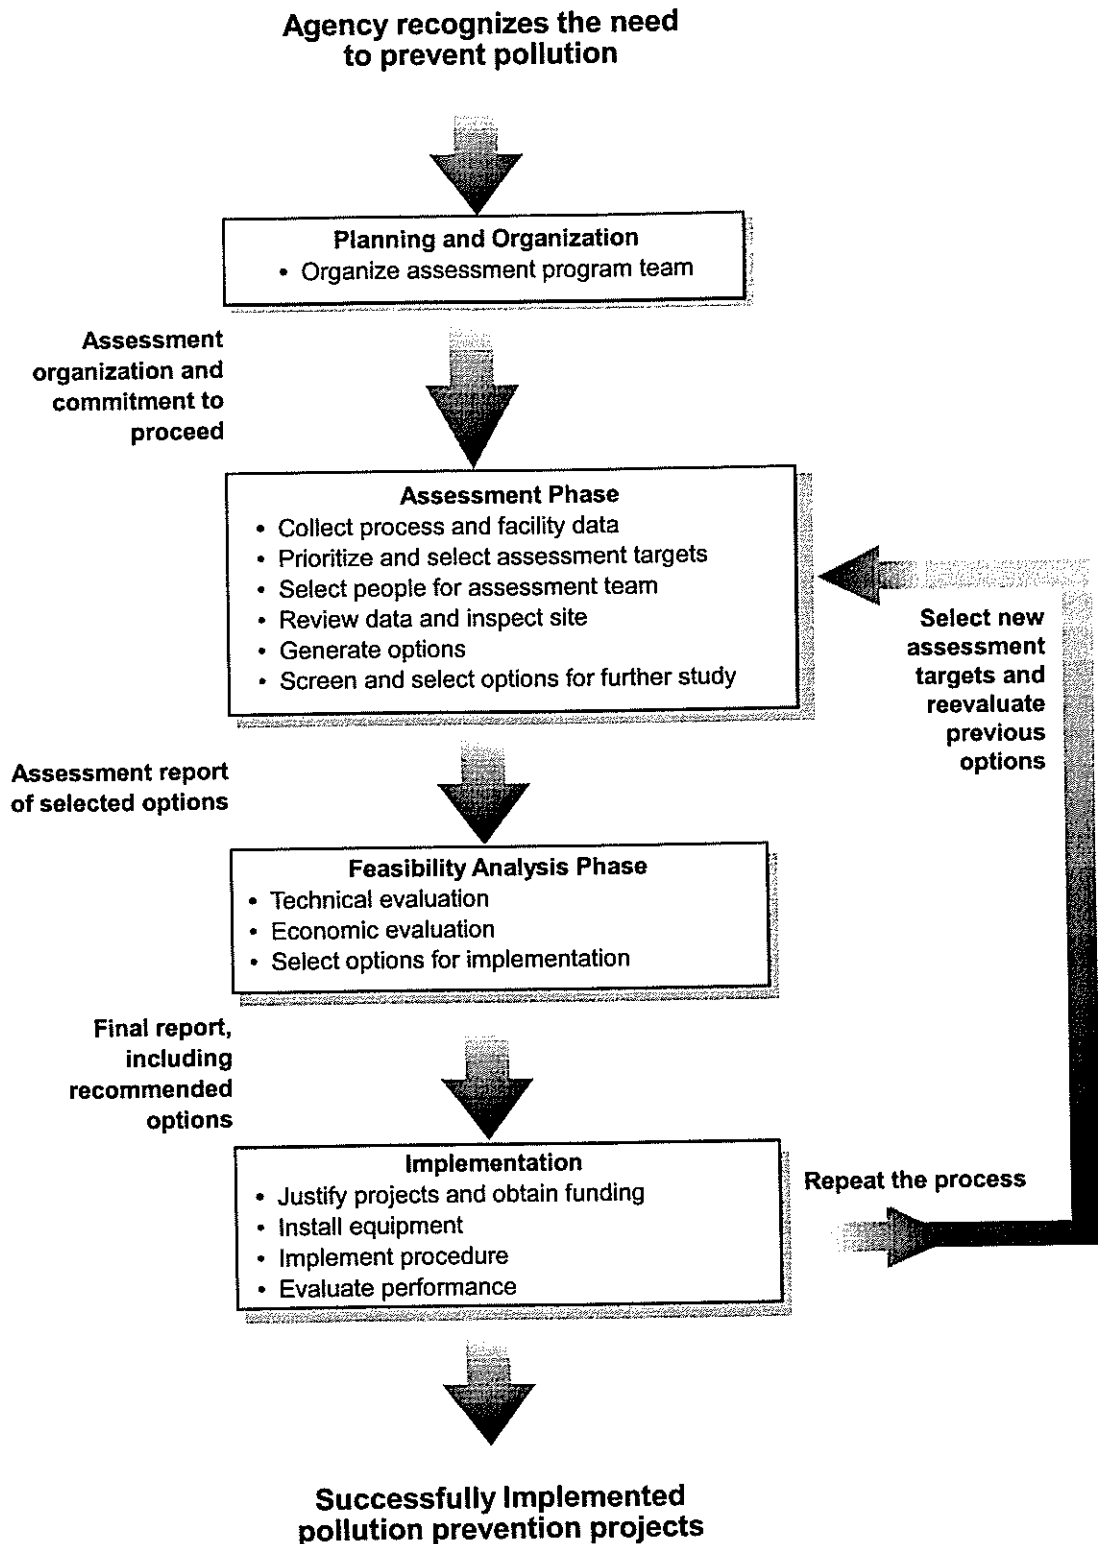 Agency recognizes the need
to prevent pollution
Planning and Organization
• Organize assessment program team
Assessment
organization and
commitment to
proceed
Assessment Phase
• Collect process and facility data
• Prioritize and select assessment targets
• Select people for assessment team
• Review data and inspect site
• Generate options
• Screen and select options for further study
Select new
assessment
targets and
reevaluate
previous
options
Assessment report
of selected options
Feasibility Analysis Phase
• Technical evaluation
• Economic evaluation
• Select options for implementation
Final report,
including
recommended
options
Implementation
• Justify projects and obtain funding
• Install equipment
• Implement procedure
• Evaluate performance
Repeat the process
Successfully Implemented
pollution prevention projects